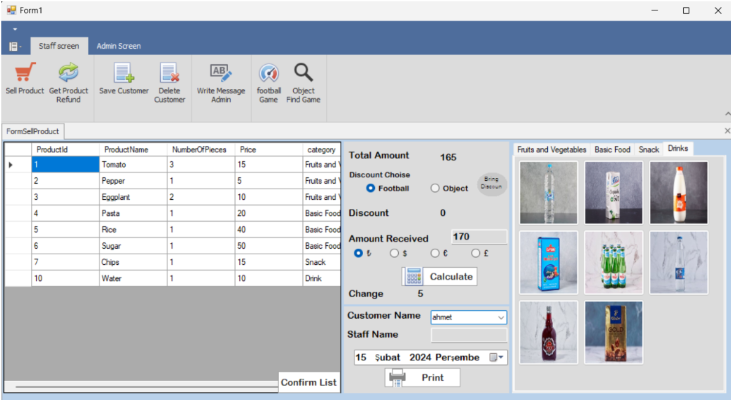 Form1
Staff screen Admin Screen
Sell Product Get Product Refund Save Customer Delete Customer Write Message Admin football Game Object Find Game
FormSellProduct
ProductId ProductName NumberOfPieces Price category
1 Tomato 3 15 Fruits and V
2 Pepper 1 5 Fruits and V
3 Eggplant 2 10 Fruits and V
4 Pasta 1 20 Basic Food
5 Rice 1 40 Basic Food
6 Sugar 1 50 Basic Food
7 Chips 1 15 Snack
10 Water 1 10 Drink
Confirm List
Total Amount 165
Discount Choise
Football Object
Bring Discoun
Discount 0
Amount Received 170
₺ $ € £
Calculate
Change 5
Customer Name ahmet
Staff Name
15 Şubat 2024 Perşembe
Print
Fruits and Vegetables Basic Food Snack Drinks